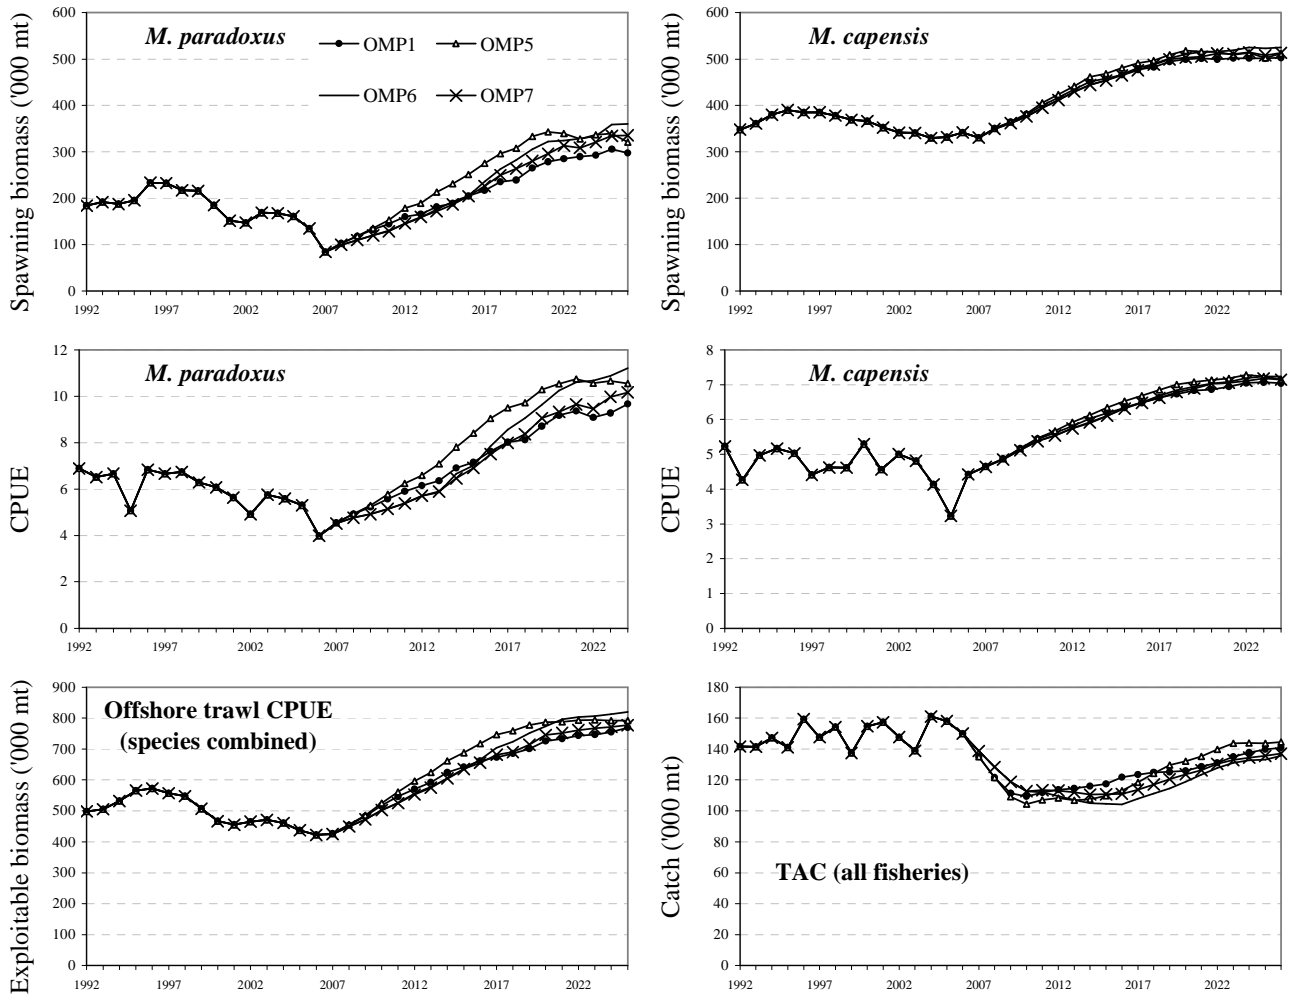 Spawning biomass ('000 mt)
600
500
400
300
200
100
0
M. paradoxus
OMP1
OMP5
OMP6
OMP7
1992 1997 2002 2007 2012 2017 2022
Spawning biomass ('000 mt)
600
500
400
300
200
100
0
M. capensis
1992 1997 2002 2007 2012 2017 2022
CPUE
12
10
8
6
4
2
0
M. paradoxus
1992 1997 2002 2007 2012 2017 2022
CPUE
8
7
6
5
4
3
2
1
0
M. capensis
1992 1997 2002 2007 2012 2017 2022
Exploitable biomass ('000 mt)
900
800
700
600
500
400
300
200
100
0
Offshore trawl CPUE
(species combined)
1992 1997 2002 2007 2012 2017 2022
Catch ('000 mt)
180
160
140
120
100
80
60
40
20
0
TAC (all fisheries)
1992 1997 2002 2007 2012 2017 2022